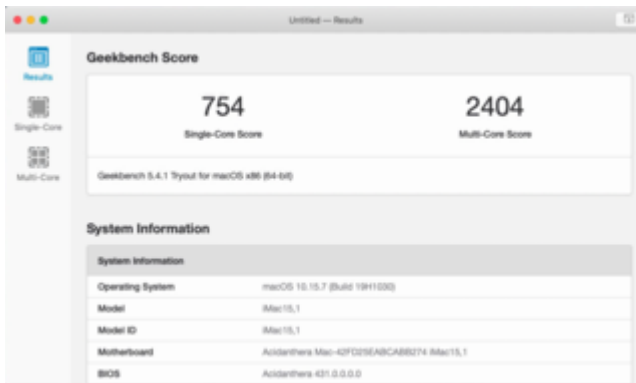 Untitled — Results
Results
Single-Core
Multi-Core
Geekbench Score
754
2404
Single-Core Score
Multi-Core Score
Geekbench 5.4.1 Tryout for macOS x86 (64-bit)
System Information
System Information
Operating System macOS 10.15.7 (Build 19H1030)
Model iMac15,1
Model ID iMac15,1
Motherboard Acidanthera Mac-42FD25EABCABB274 iMac15,1
BIOS Acidanthera 431.0.0.0.0